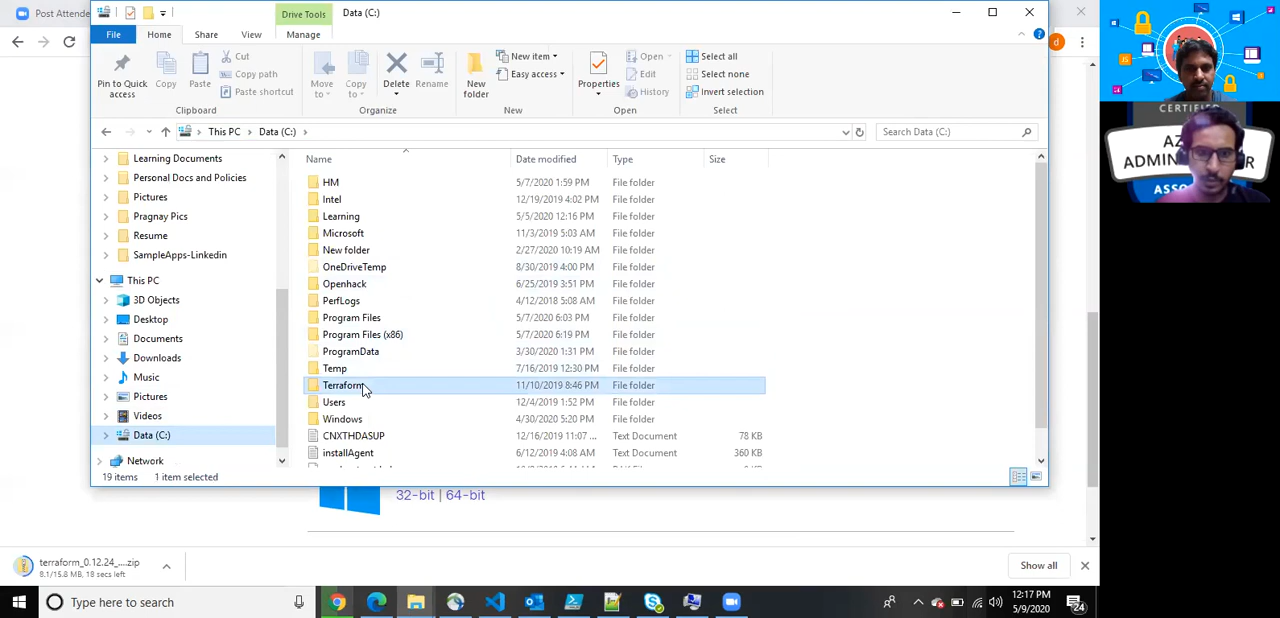 Post Attende
Drive Tools
Data (C:)
File
Home
Share
View
Manage
Pin to Quick access
Copy
Paste
Cut
Copy path
Paste shortcut
Clipboard
Move to
Copy to
Delete
Rename
Organize
New folder
New item
Easy access
New
Properties
Open
Edit
History
Open
Select all
Select none
Invert selection
Select
This PC
Data (C:)
Search Data (C:)
Learning Documents
Personal Docs and Policies
Pictures
Pragnay Pics
Resume
SampleApps-Linkedin
This PC
3D Objects
Desktop
Documents
Downloads
Music
Pictures
Videos
Data (C:)
Network
Name Date modified Type Size
HM 5/7/2020 1:59 PM File folder
Intel 12/19/2019 4:02 PM File folder
Learning 5/5/2020 12:16 PM File folder
Microsoft 11/3/2019 5:03 AM File folder
New folder 2/27/2020 10:19 AM File folder
OneDriveTemp 8/30/2019 4:00 PM File folder
Openhack 6/25/2019 3:51 PM File folder
PerfLogs 4/12/2018 5:08 AM File folder
Program Files 5/7/2020 6:03 PM File folder
Program Files (x86) 5/7/2020 6:19 PM File folder
ProgramData 3/30/2020 1:31 PM File folder
Temp 7/16/2019 12:30 PM File folder
Terraform 11/10/2019 8:46 PM File folder
Users 12/4/2019 1:52 PM File folder
Windows 4/30/2020 5:20 PM File folder
CNXTHDASUP 12/16/2019 11:07 ... Text Document 78 KB
installAgent 6/12/2019 4:08 AM Text Document 360 KB
19 items 1 item selected
32-bit | 64-bit
terraform_0.12.24_....zip
8.1/15.8 MB, 18 secs left
Show all
Type here to search
12:17 PM
5/9/2020
24
d
CERTIFIED
AZ
ADMINI
ASSO